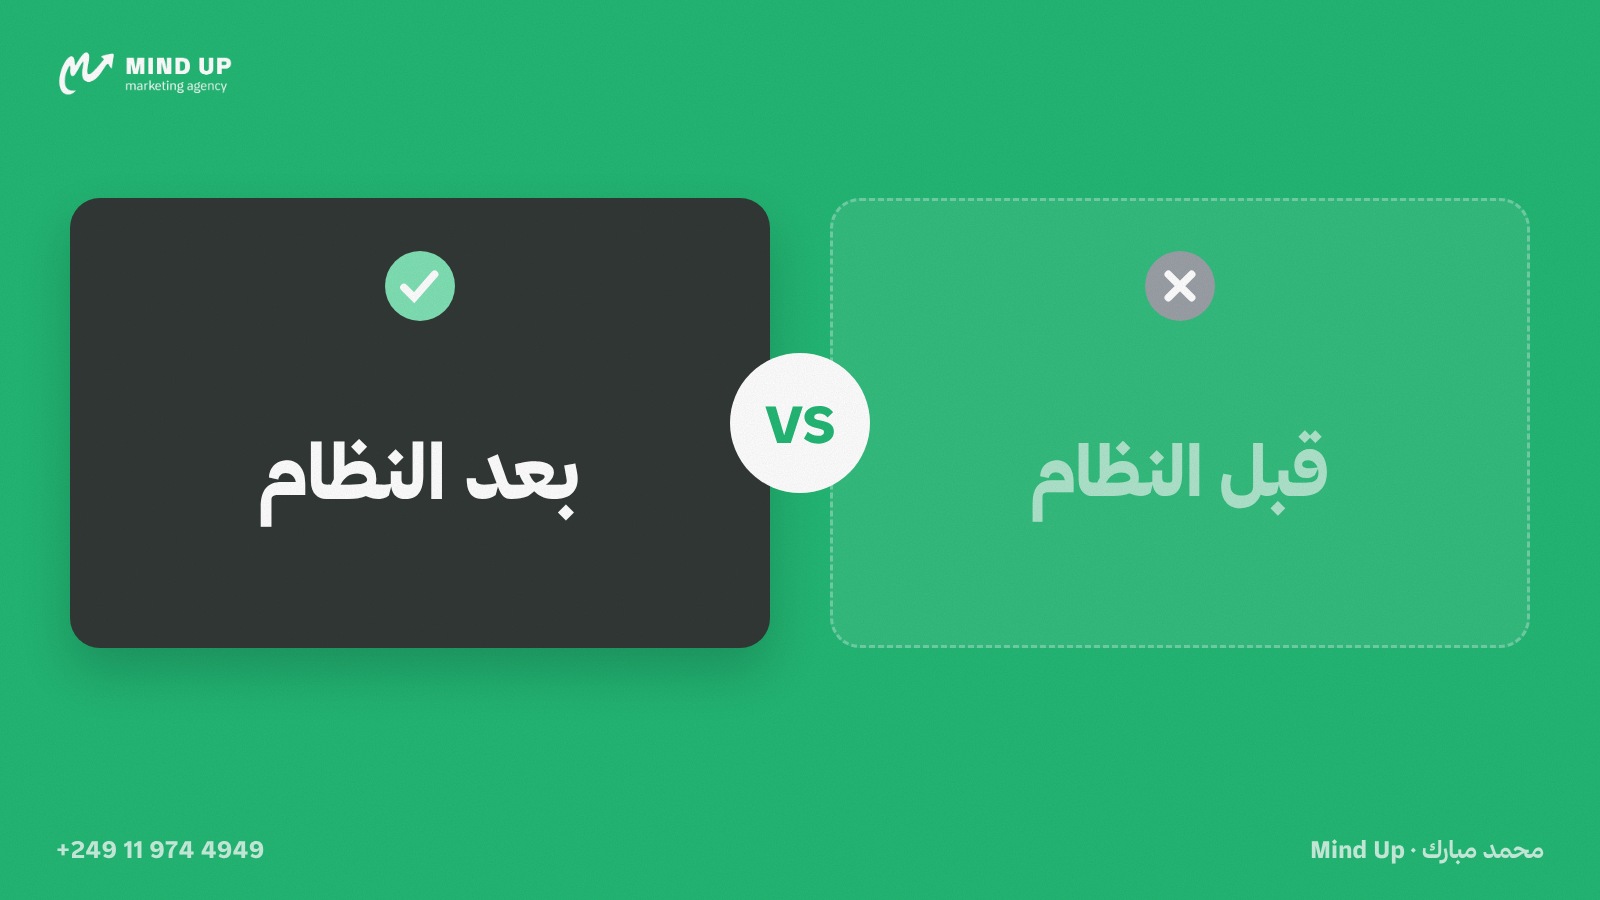 MIND UP
marketing agency
قبل النظام
VS
بعد النظام
محمد مبارك · Mind Up
+249 11 974 4949